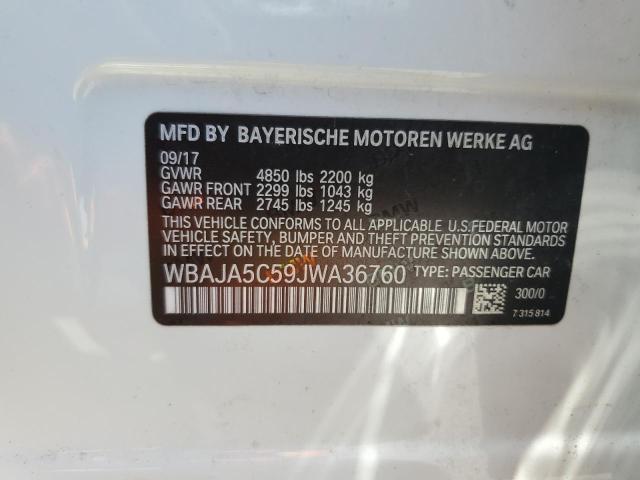 MFD BY BAYERISCHE MOTOREN WERKE AG
09/17
GVWR 4850 lbs 2200 kg
GAWR FRONT 2299 lbs 1043 kg
GAWR REAR 2745 lbs 1245 kg
THIS VEHICLE CONFORMS TO ALL APPLICABLE U.S.FEDERAL MOTOR
VEHICLE SAFETY, BUMPER AND THEFT PREVENTION STANDARDS
IN EFFECT ON THE DATE OF MANUFACTURE SHOWN ABOVE.
WBAJA5C59JWA36760 TYPE: PASSENGER CAR
300/0
7 315 814